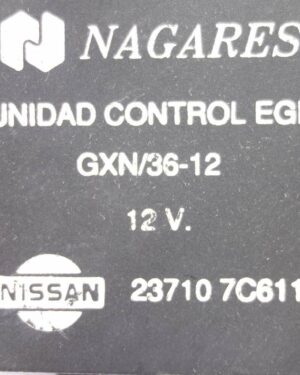 NAGARES
UNIDAD CONTROL EG
GXN/36-12
12 V.
NISSAN 23710 7C611